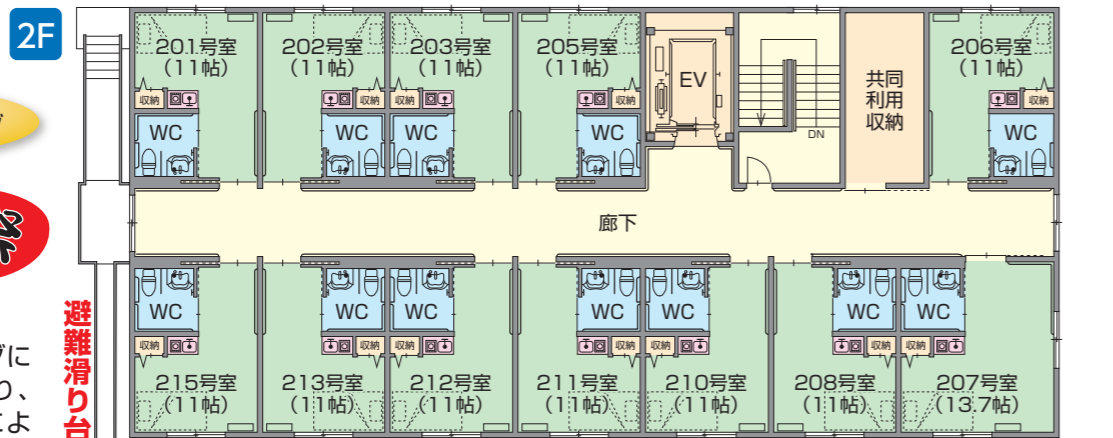 2F
201号室
(11帖)
202号室
(11帖)
203号室
(11帖)
205号室
(11帖)
EV
DN
共同
利用
収納
206号室
(11帖)
収納
収納
収納
収納
収納
WC
WC
WC
WC
WC
廊下
WC
WC
WC
WC
WC
WC
WC
収納
収納
収納
収納
収納
収納
収納
215号室
(11帖)
213号室
(11帖)
212号室
(11帖)
211号室
(11帖)
210号室
(11帖)
208号室
(11帖)
207号室
(13.7帖)
避難滑り台
に
り、
によ